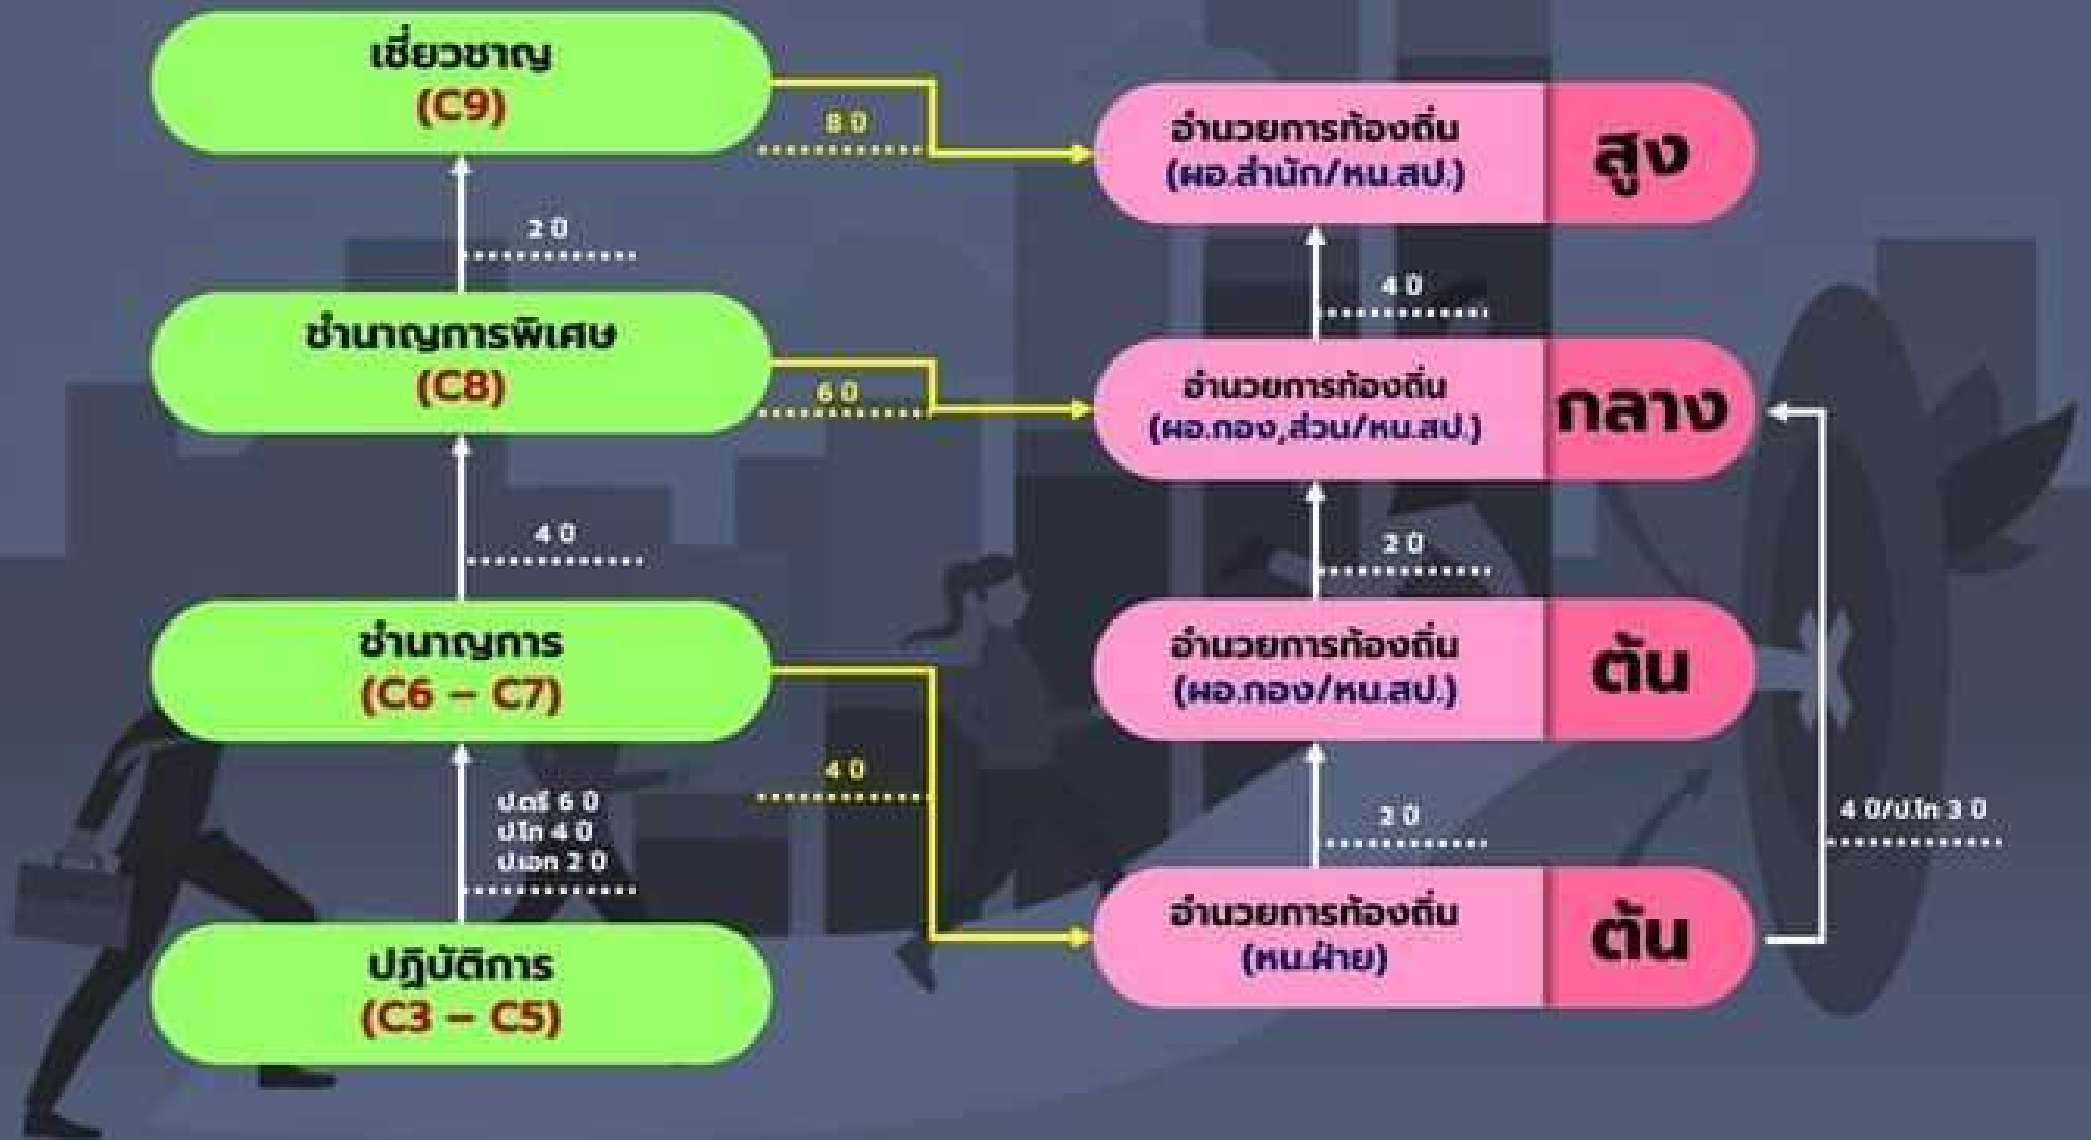 เชี่ยวชาญ
(C9)
8 ปี
อำนวยการท้องถิ่น
(ผอ.สำนัก/หน.สป.)
สูง
2 ปี
4 ปี
ชำนาญการพิเศษ
(C8)
6 ปี
อำนวยการท้องถิ่น
(ผอ.กอง,ส่วน/หน.สป.)
กลาง
4 ปี
2 ปี
ชำนาญการ
(C6 – C7)
อำนวยการท้องถิ่น
(ผอ.กอง/หน.สป.)
ต้น
4 ปี
ป.ตรี 6 ปี
ป.โท 4 ปี
ป.เอก 2 ปี
2 ปี
4 ปี/ป.โท 3 ปี
ปฏิบัติการ
(C3 – C5)
อำนวยการท้องถิ่น
(หน.ฝ่าย)
ต้น